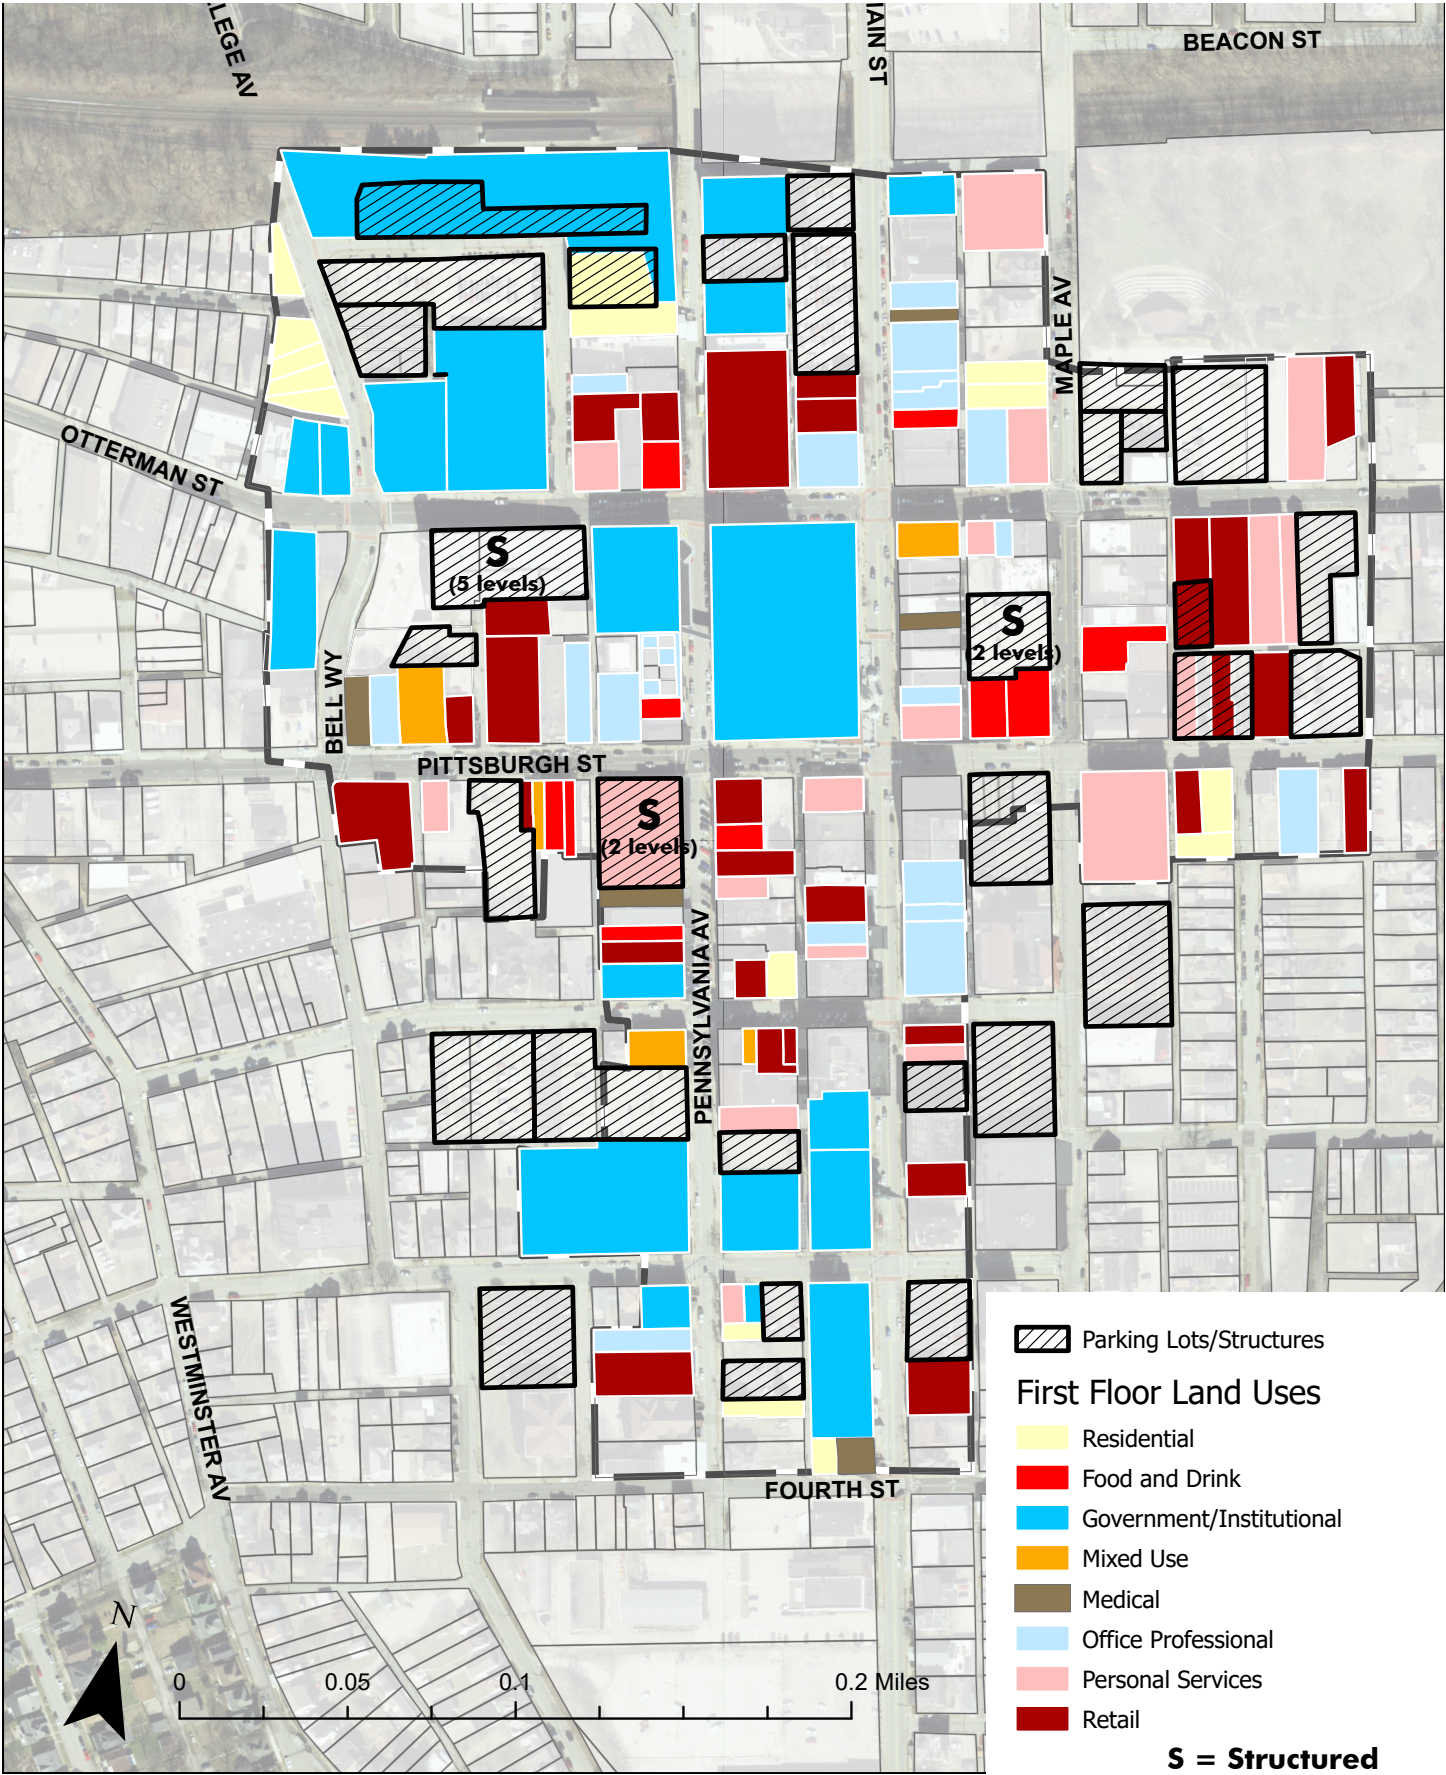 LEGE AV
AIN ST
BEACON ST
MAPLE AV
OTTERMAN ST
S
(5 levels)
S
(2 levels)
BELL WY
PITTSBURGH ST
S
(2 levels)
PENNSYLVANIA AV
WESTMINSTER AV
FOURTH ST
N
0 0.05 0.1 0.2 Miles
Parking Lots/Structures
First Floor Land Uses
Residential
Food and Drink
Government/Institutional
Mixed Use
Medical
Office Professional
Personal Services
Retail
S = Structured